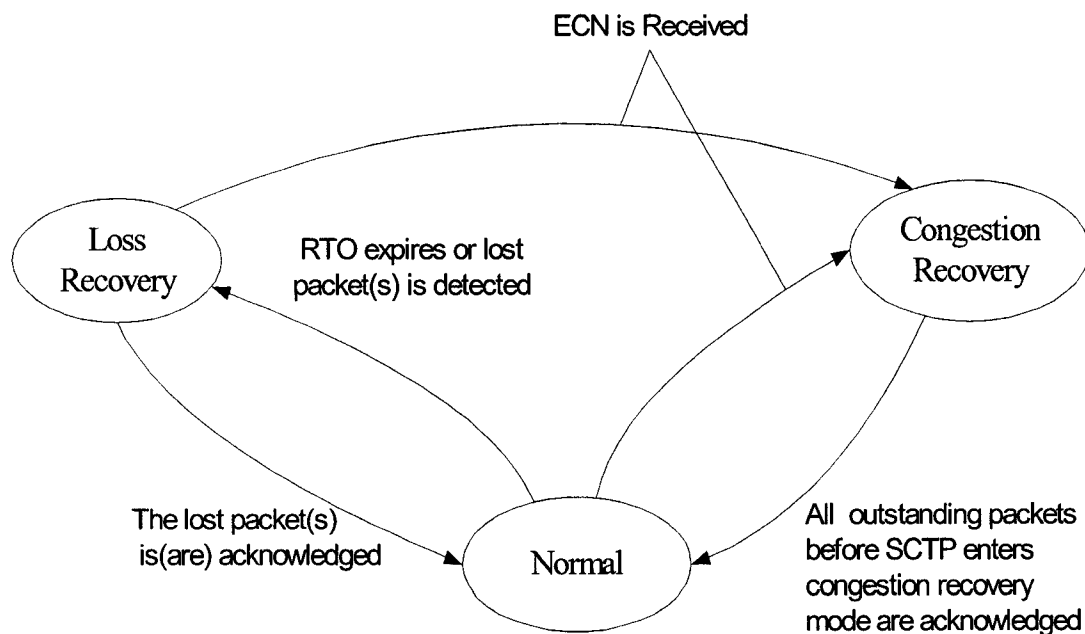 ECN is Received
Loss
Recovery
RTO expires or lost
packet(s) is detected
Congestion
Recovery
The lost packet(s)
is(are) acknowledged
Normal
All outstanding packets
before SCTP enters
congestion recovery
mode are acknowledged